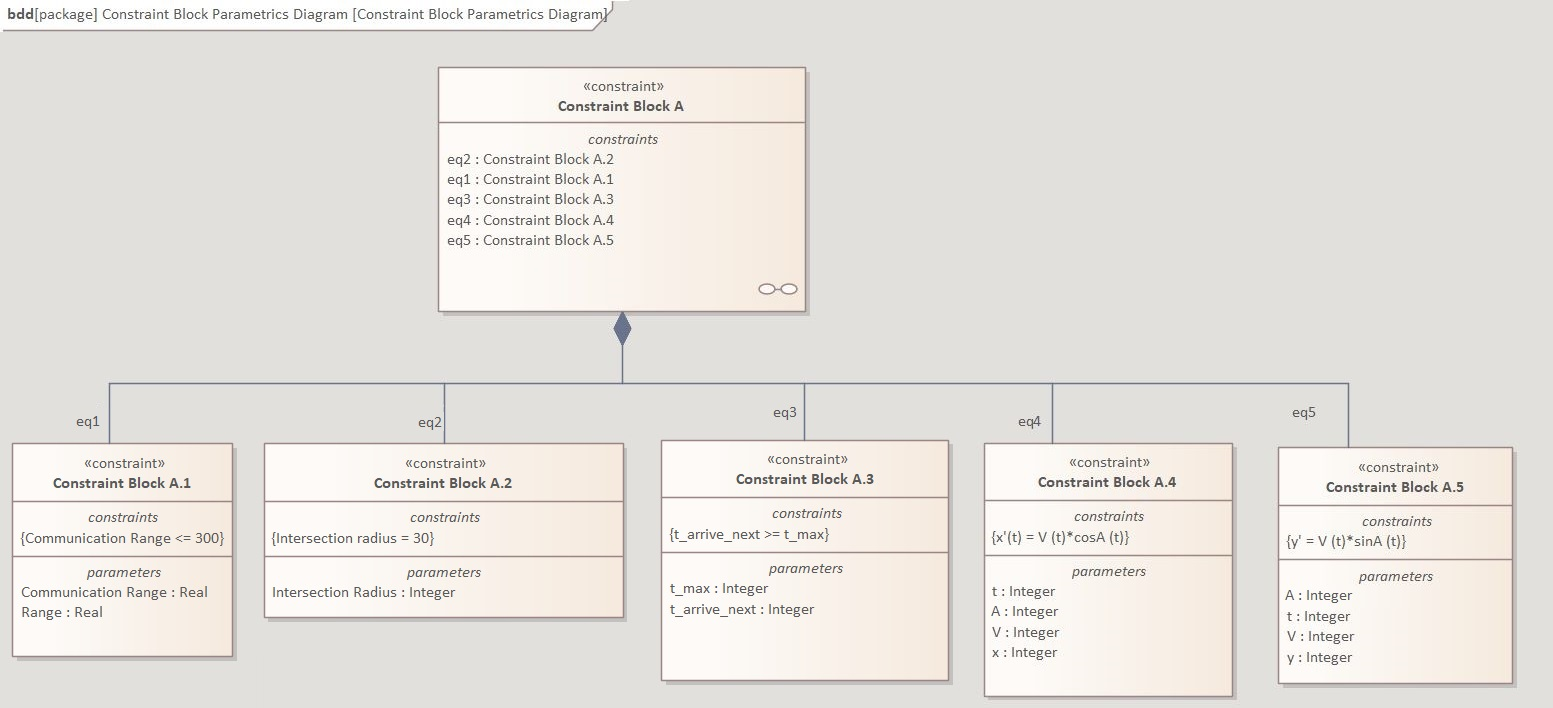 bdd[package] Constraint Block Parametrics Diagram [Constraint Block Parametrics Diagram]
«constraint»
Constraint Block A
constraints
eq2 : Constraint Block A.2
eq1 : Constraint Block A.1
eq3 : Constraint Block A.3
eq4 : Constraint Block A.4
eq5 : Constraint Block A.5
eq1
«constraint»
Constraint Block A.1
constraints
{Communication Range <= 300}
parameters
Communication Range : Real
Range : Real
eq2
«constraint»
Constraint Block A.2
constraints
{Intersection radius = 30}
parameters
Intersection Radius : Integer
eq3
«constraint»
Constraint Block A.3
constraints
{t_arrive_next >= t_max}
parameters
t_max : Integer
t_arrive_next : Integer
eq4
«constraint»
Constraint Block A.4
constraints
{x'(t) = V (t)*cosA (t)}
parameters
t : Integer
A : Integer
V : Integer
x : Integer
eq5
«constraint»
Constraint Block A.5
constraints
{y' = V (t)*sinA (t)}
parameters
A : Integer
t : Integer
V : Integer
y : Integer